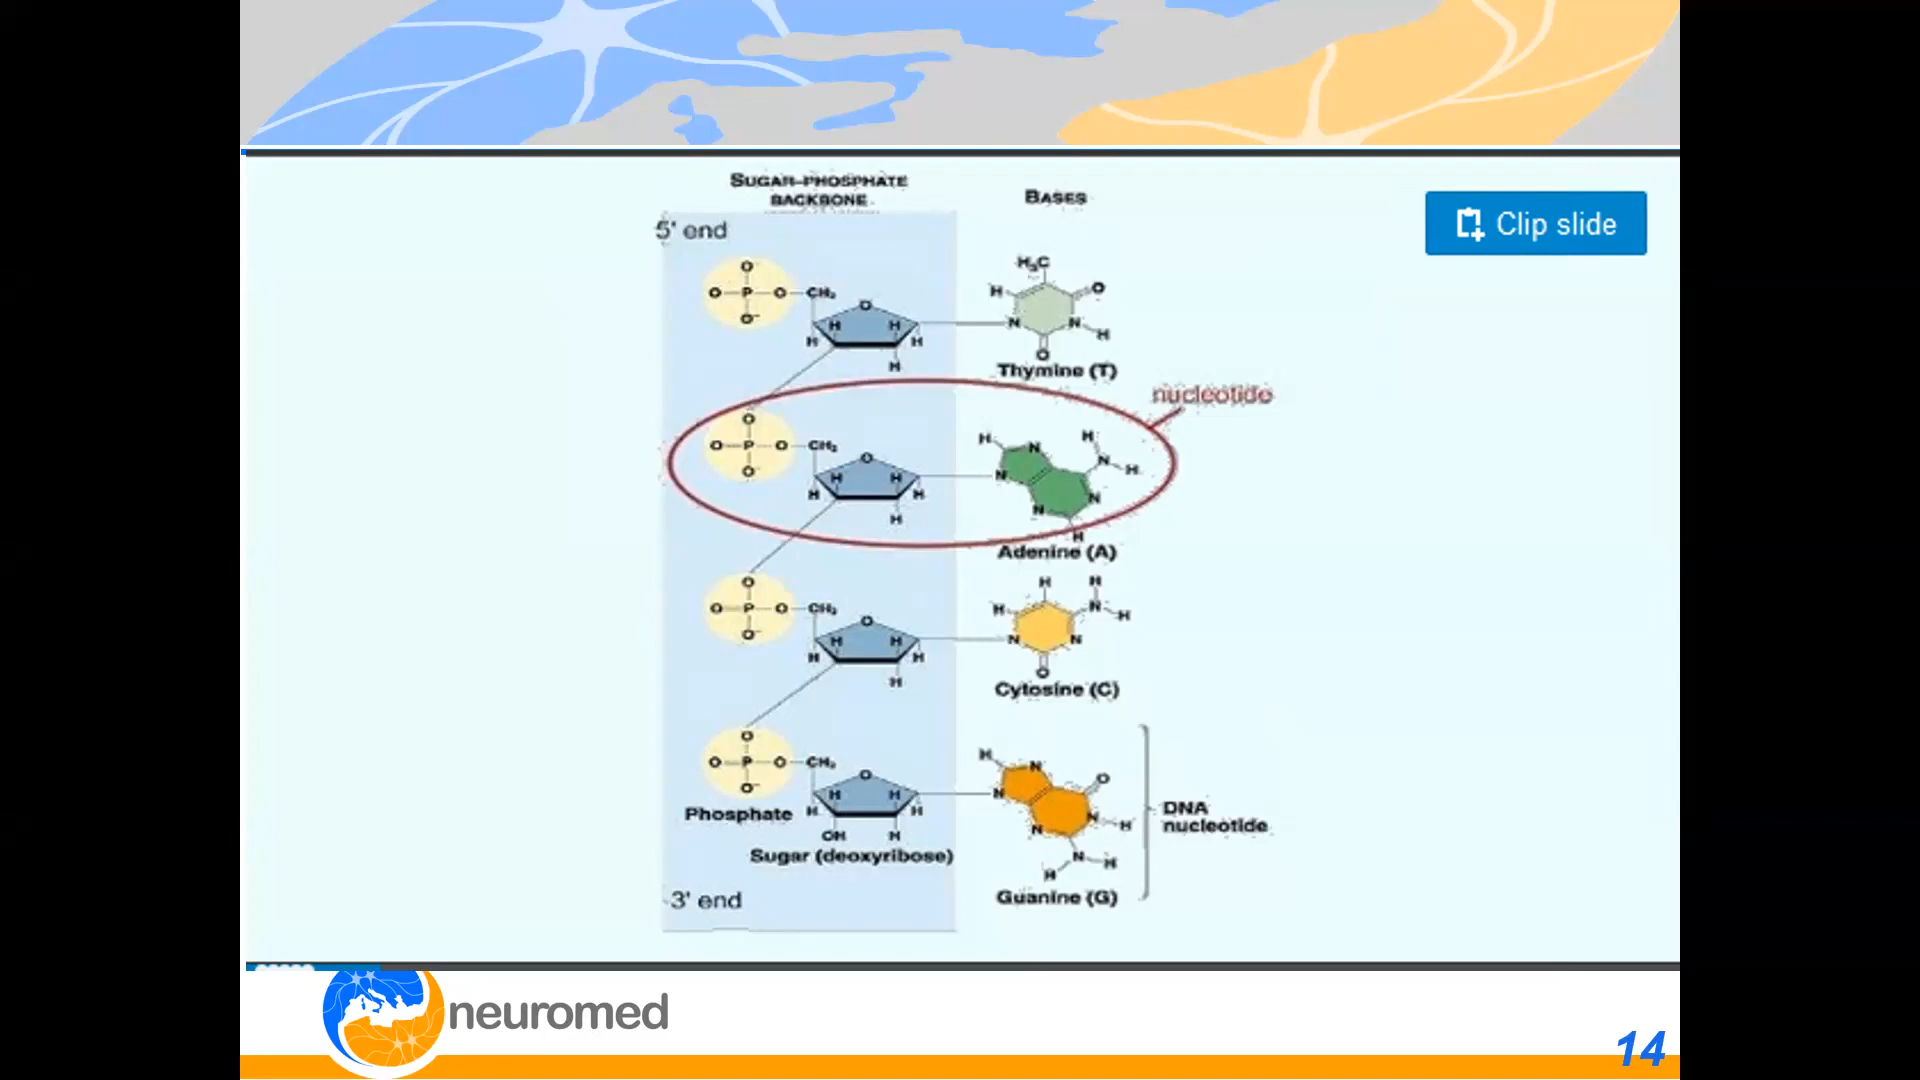 SUGAR-PHOSPHATE
BACKBONE
BASES
5' end
Clip slide
O
O P O CH₂
O⁻
O
H H
H H
H
H₃C
H O
N N
H
O
Thymine (T)
nucleotide
O
O P O CH₂
O⁻
O
H H
H H
H
H N H
N N H
N N
H
Adenine (A)
O
O P O CH₂
O⁻
O
H H
H H
H
H H
H N H
N N
O
Cytosine (C)
O
O P O CH₂
O⁻
O
H H
H H
OH H
H N O
N N H
N
N H
H
Phosphate
Sugar (deoxyribose)
DNA
nucleotide
Guanine (G)
3' end
neuromed
14